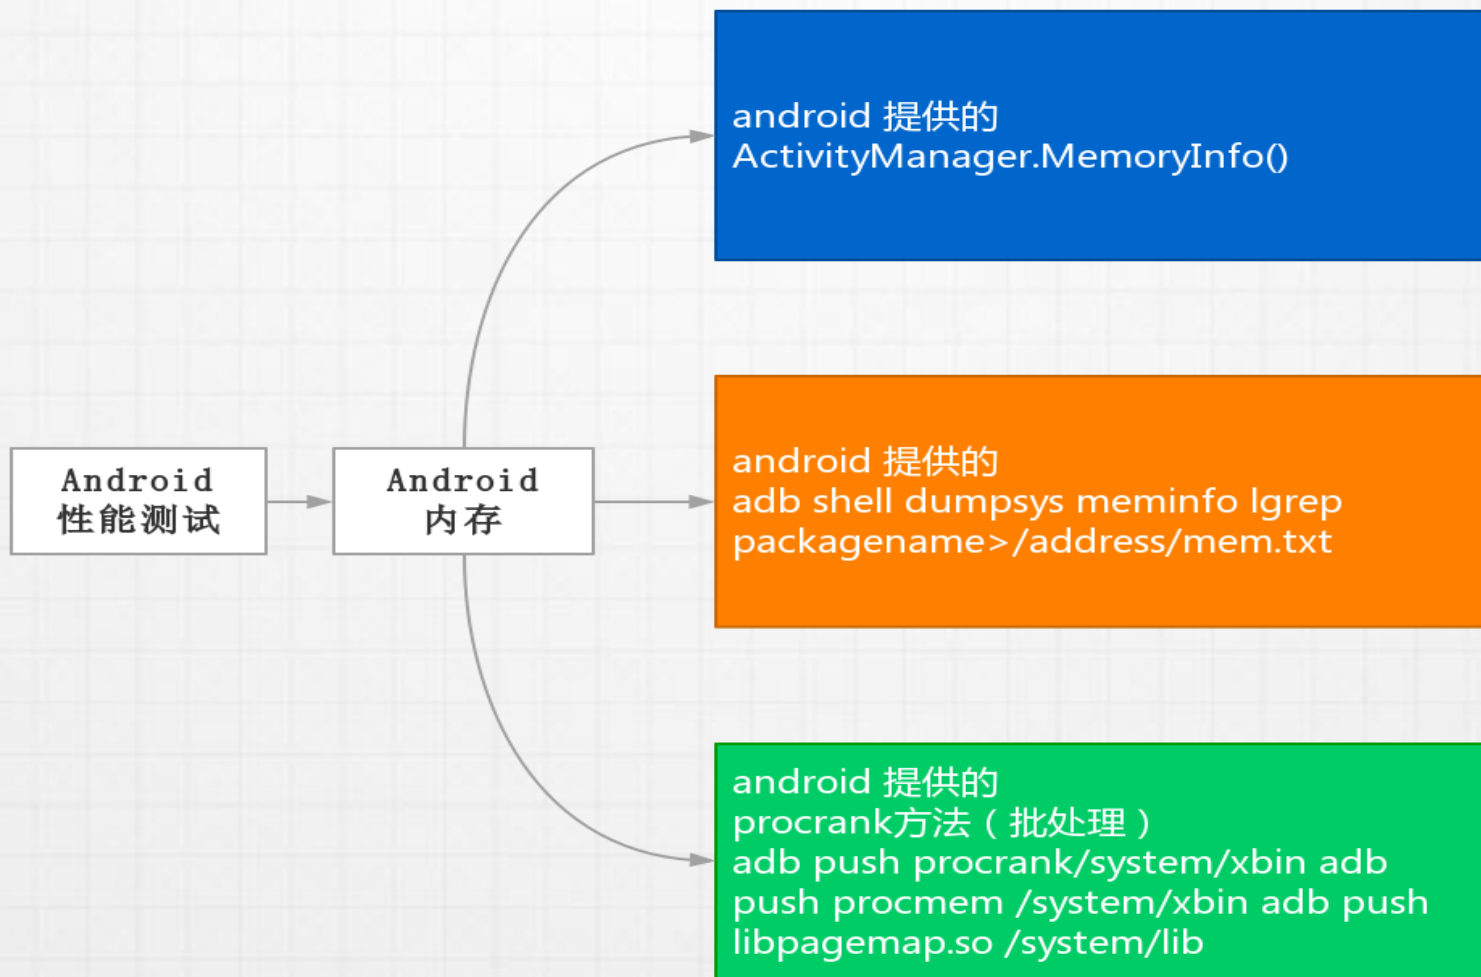 android 提供的
ActivityManager.MemoryInfo()
Android
性能测试
Android
内存
android 提供的
adb shell dumpsys meminfo lgrep
packagename>/address/mem.txt
android 提供的
procrank方法（批处理）
adb push procrank/system/xbin adb
push procmem /system/xbin adb push
libpagemap.so /system/lib